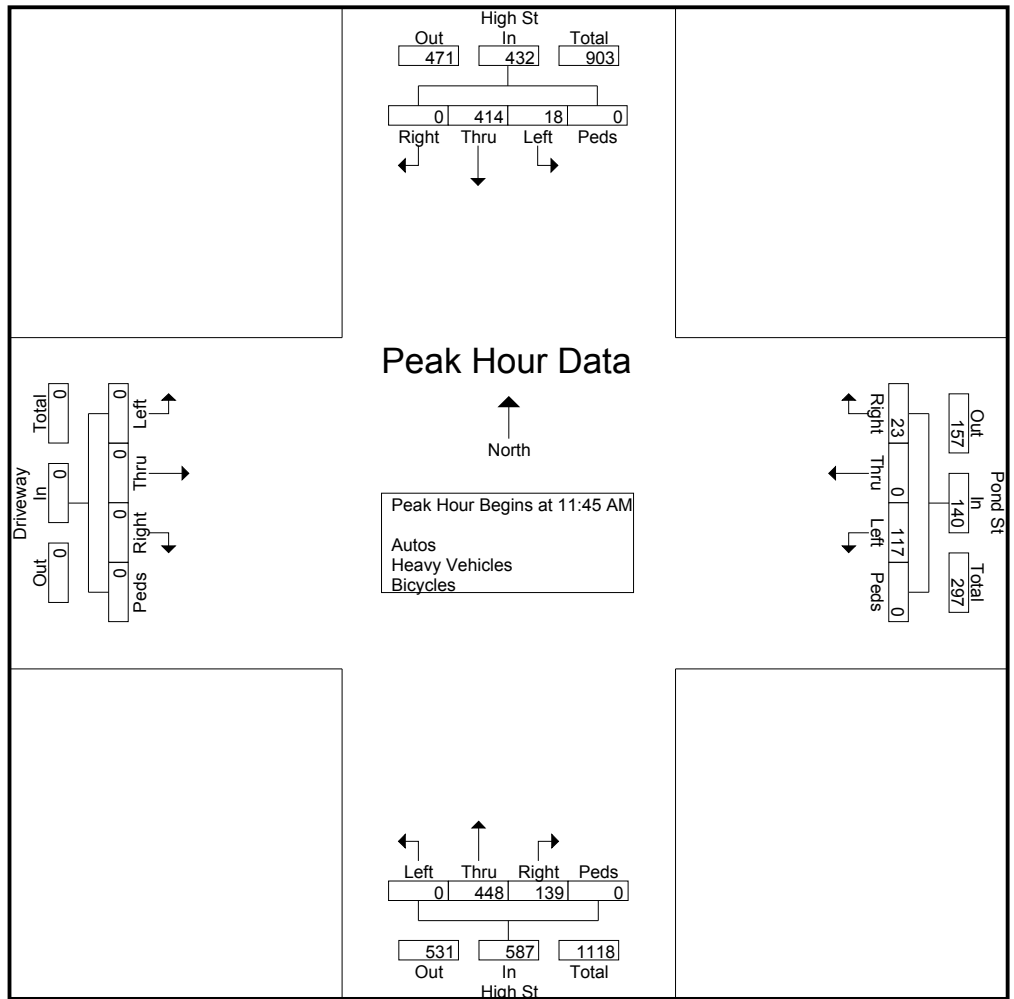 High St
Out In Total
471 432 903
0 414 18 0
Right Thru Left Peds
Peak Hour Data
North
Peak Hour Begins at 11:45 AM
Autos
Heavy Vehicles
Bicycles
Driveway
Out In Total
0 0 0
0 0 0 0
Peds Right Thru Left
Pond St
Out In Total
157 140 297
23 0 117 0
Right Thru Left Peds
Left Thru Right Peds
0 448 139 0
531 587 1118
Out In Total
High St